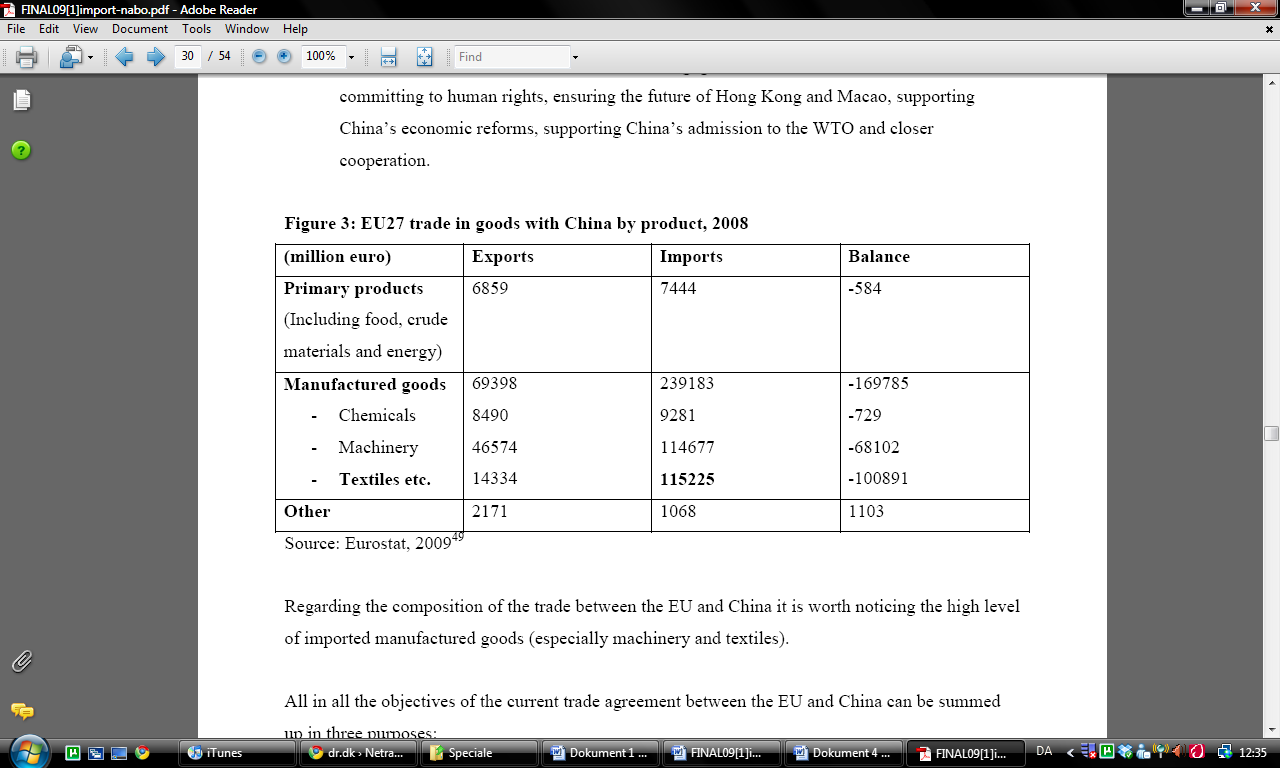 FINAL09[1]import-nabo.pdf - Adobe Reader
File Edit View Document Tools Window Help
30 / 54 100% Find
committing to human rights, ensuring the future of Hong Kong and Macao, supporting
China’s economic reforms, supporting China’s admission to the WTO and closer
cooperation.
Figure 3: EU27 trade in goods with China by product, 2008
(million euro) Exports Imports Balance
Primary products 6859 7444 -584
(Including food, crude
materials and energy)
Manufactured goods 69398 239183 -169785
- Chemicals 8490 9281 -729
- Machinery 46574 114677 -68102
- Textiles etc. 14334 115225 -100891
Other 2171 1068 1103
Source: Eurostat, 200949
Regarding the composition of the trade between the EU and China it is worth noticing the high level
of imported manufactured goods (especially machinery and textiles).
All in all the objectives of the current trade agreement between the EU and China can be summed
up in three purposes:
iTunes dr.dk › Netra... Speciale Dokument 1 ... FINAL09[1]i... Dokument 4 ... FINAL09[1]i... DA 12:35